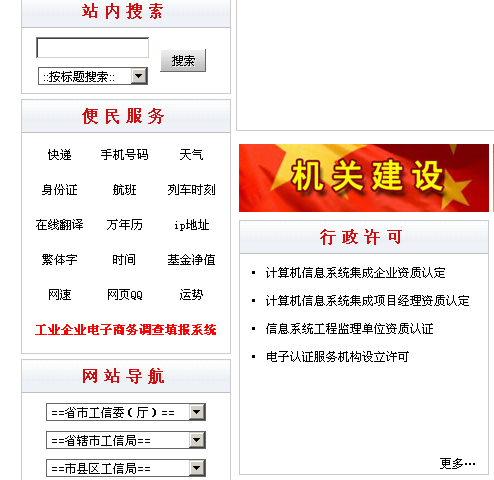 站内搜索
搜索
::按标题搜索::
便民服务
快递 手机号码 天气
身份证 航班 列车时刻
在线翻译 万年历 ip地址
繁体字 时间 基金净值
网速 网页QQ 运势
工业企业电子商务调查填报系统
网站导航
==省市工信委（厅）==
==省辖市工信局==
==市县区工信局==
机关建设
行政许可
• 计算机信息系统集成企业资质认定
• 计算机信息系统集成项目经理资质认定
• 信息系统工程监理单位资质认证
• 电子认证服务机构设立许可
更多…